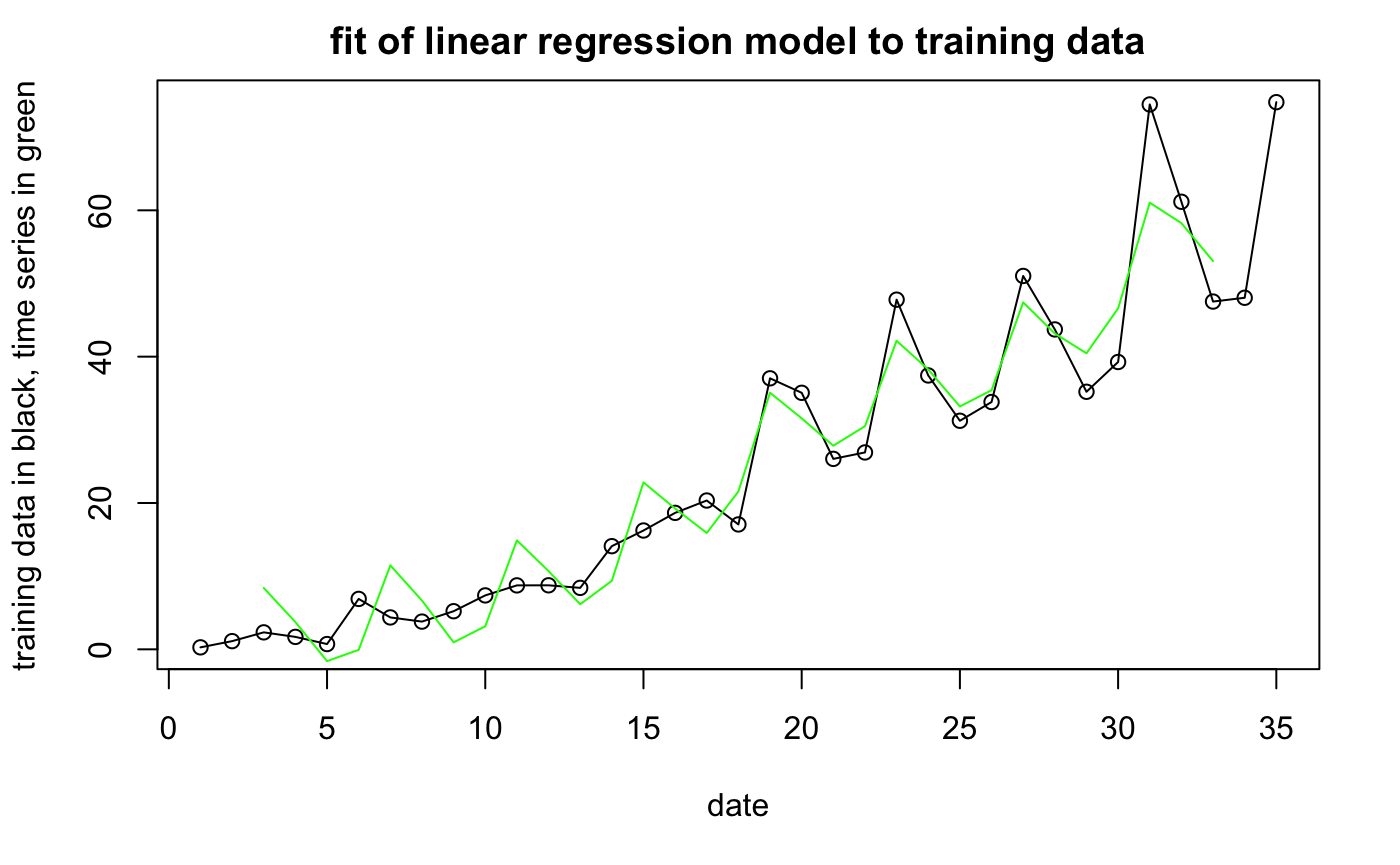 fit of linear regression model to training data
training data in black, time series in green
60
40
20
0
0 5 10 15 20 25 30 35
date